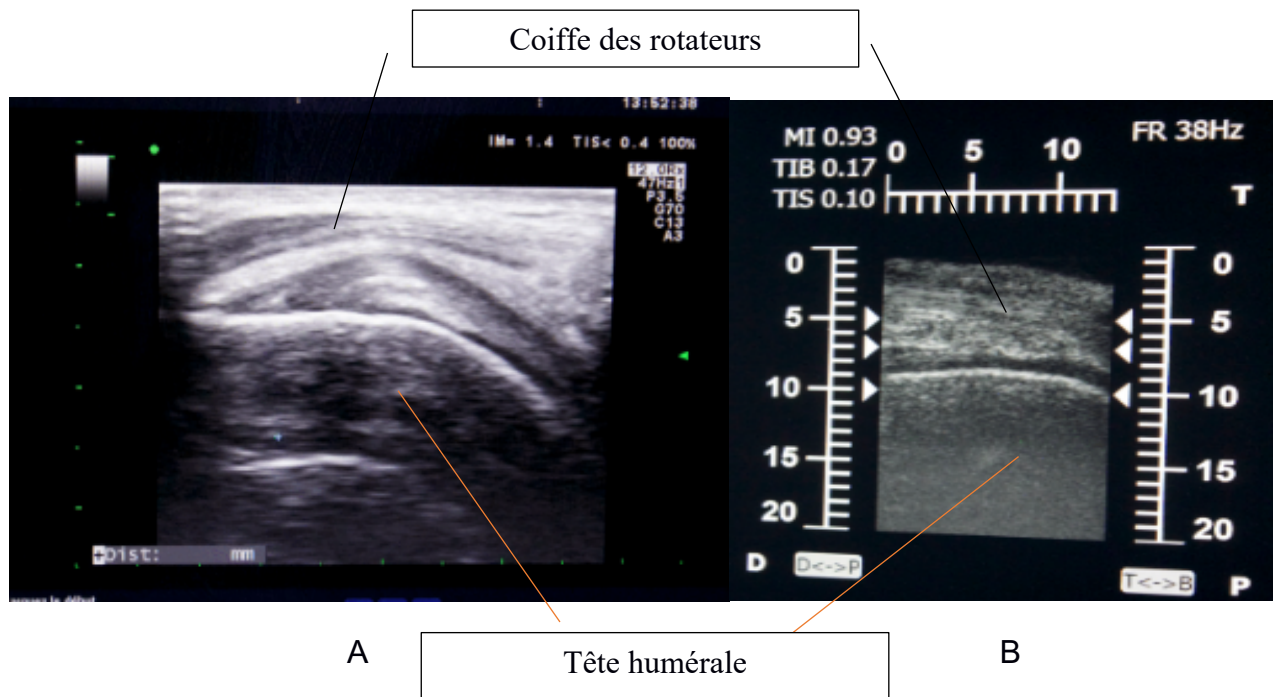 Coiffe des rotateurs
13:52:38
IM= 1.4 TIS< 0.4 100%
12.0R
P3.5
G70
C13
A3
+Dist: mm
MI 0.93
TIB 0.17
TIS 0.10
FR 38Hz
0 5 10
T
0
5
10
15
20
0
5
10
15
20
D
D<->P
T<->B
P
A
B
Tête humérale